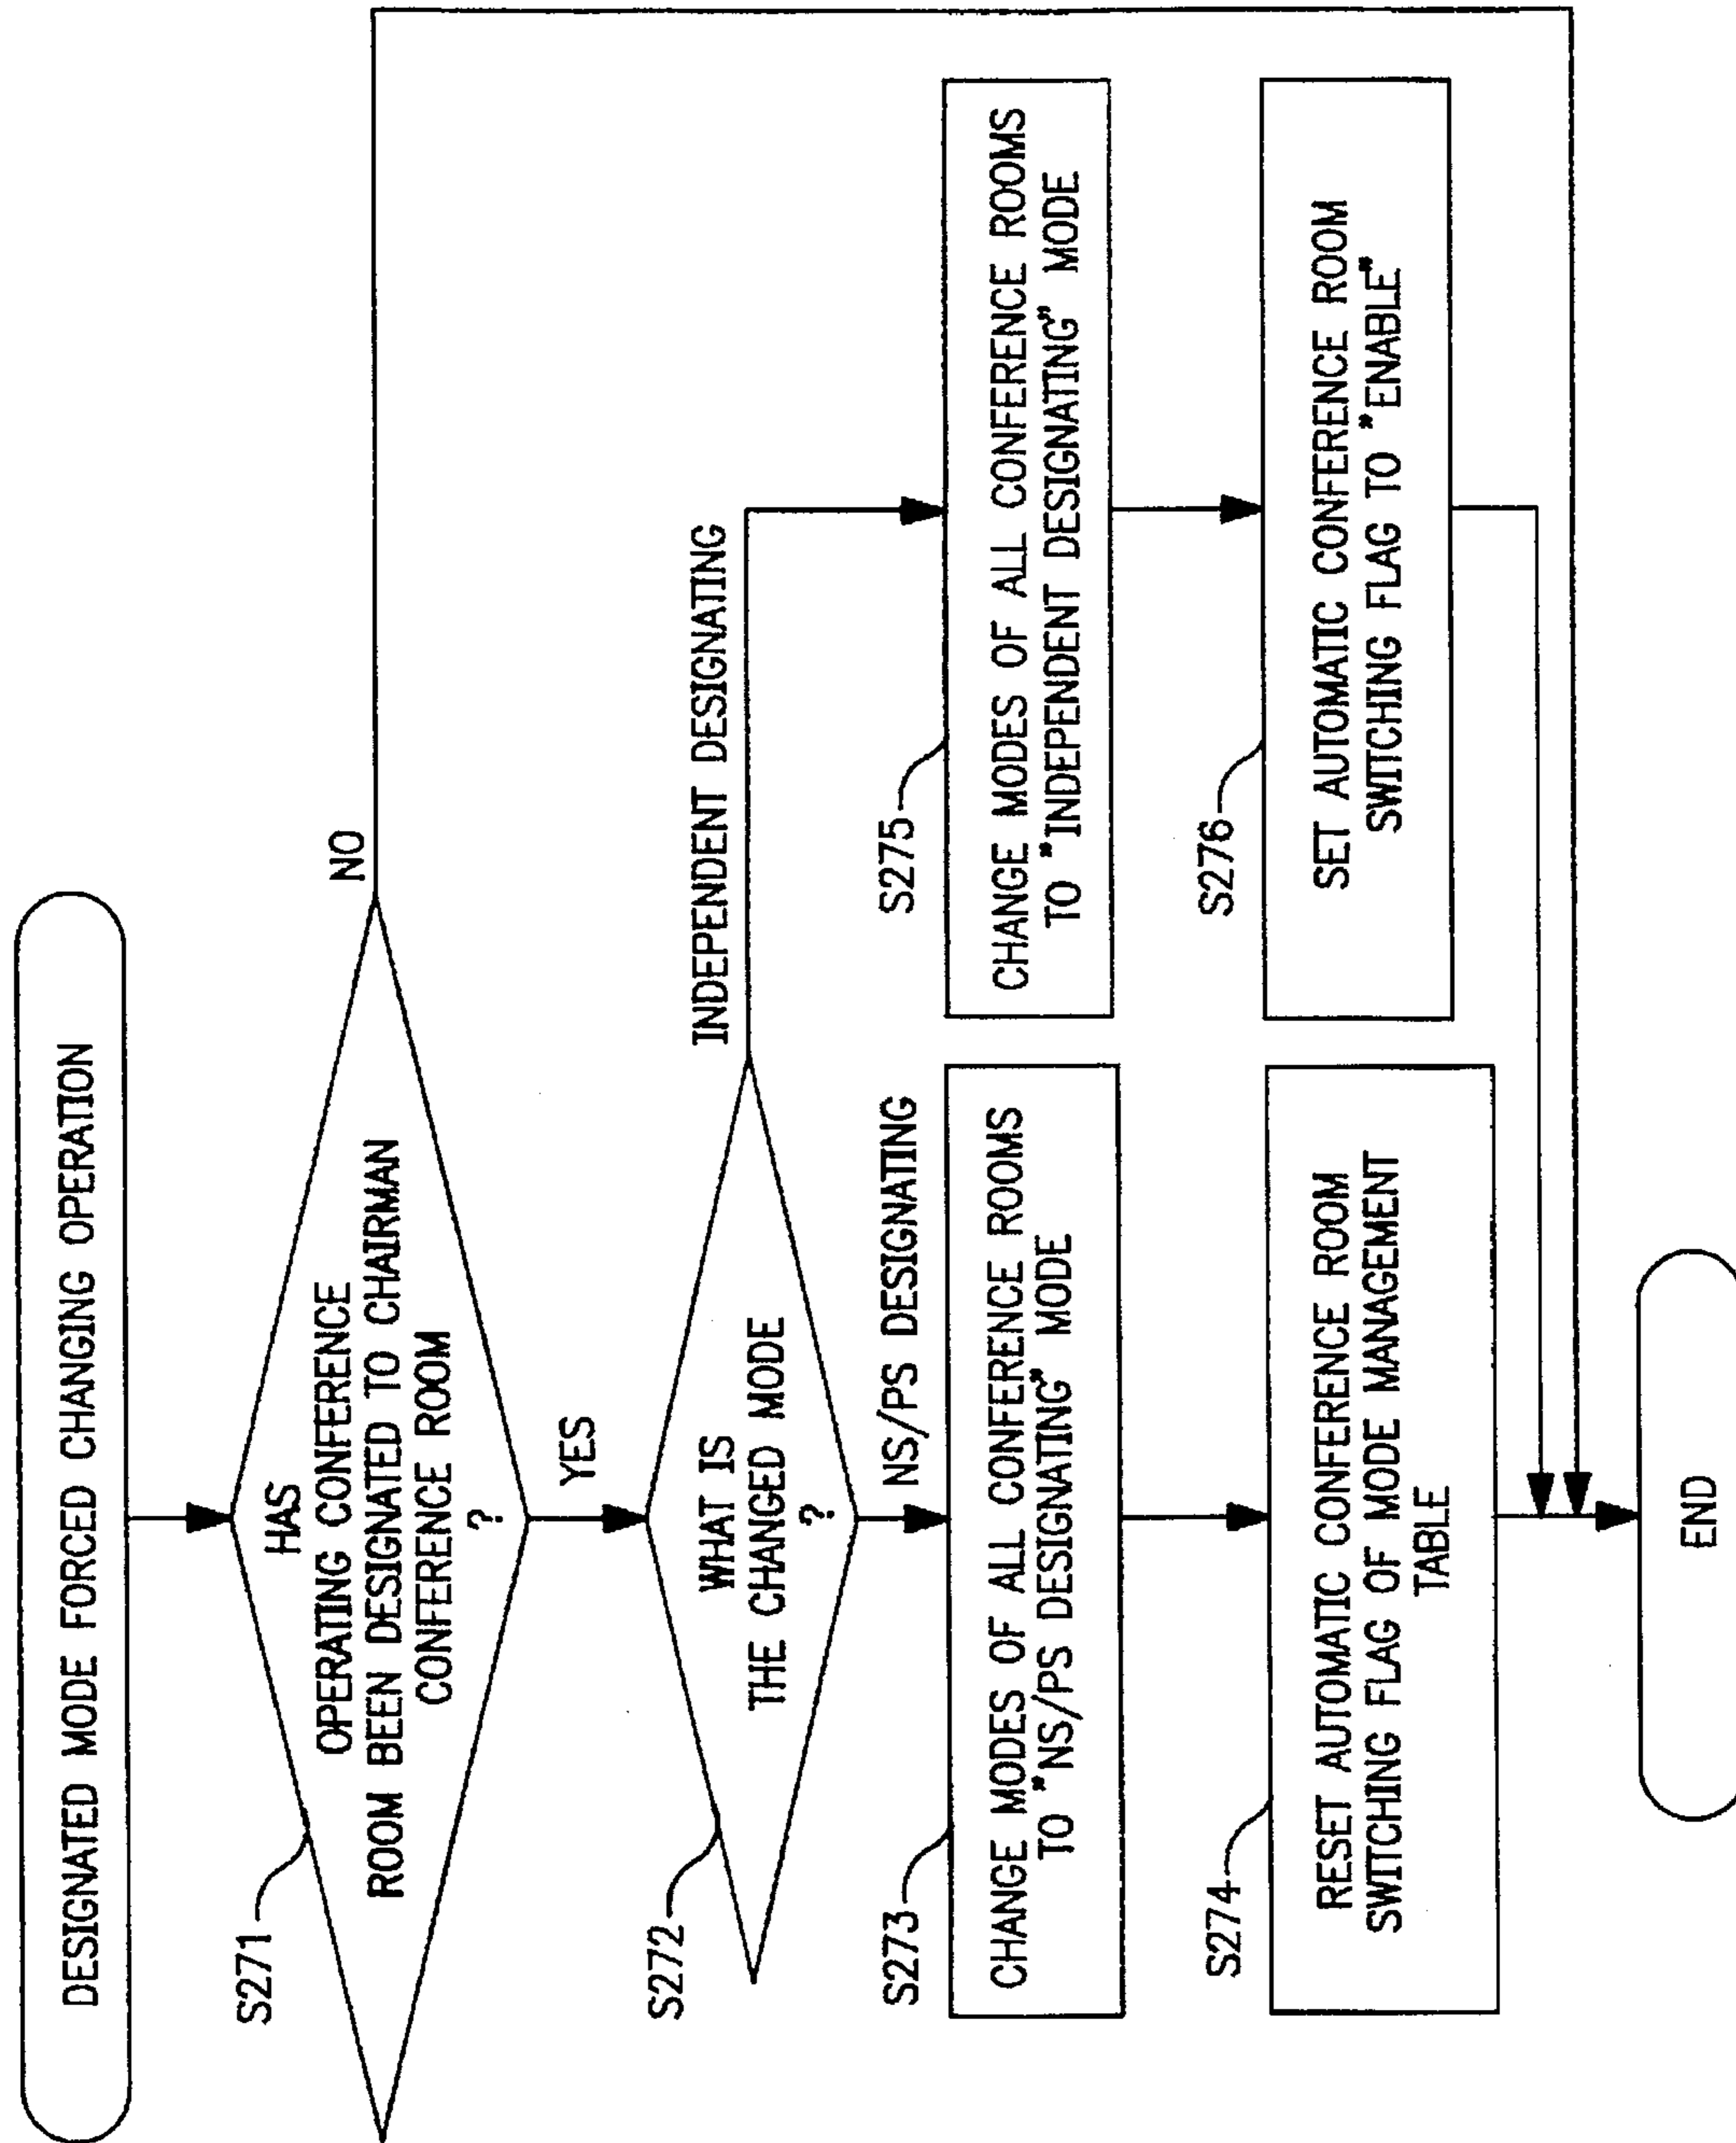 DESIGNATED MODE FORCED CHANGING OPERATION
S271
HAS
OPERATING CONFERENCE
ROOM BEEN DESIGNATED TO CHAIRMAN
CONFERENCE ROOM
?
NO
YES
S272
WHAT IS
THE CHANGED MODE
?
INDEPENDENT DESIGNATING
NS/PS DESIGNATING
S273
CHANGE MODES OF ALL CONFERENCE ROOMS
TO "NS/PS DESIGNATING" MODE
S275
CHANGE MODES OF ALL CONFERENCE ROOMS
TO "INDEPENDENT DESIGNATING" MODE
S274
RESET AUTOMATIC CONFERENCE ROOM
SWITCHING FLAG OF MODE MANAGEMENT
TABLE
S276
SET AUTOMATIC CONFERENCE ROOM
SWITCHING FLAG TO "ENABLE"
END